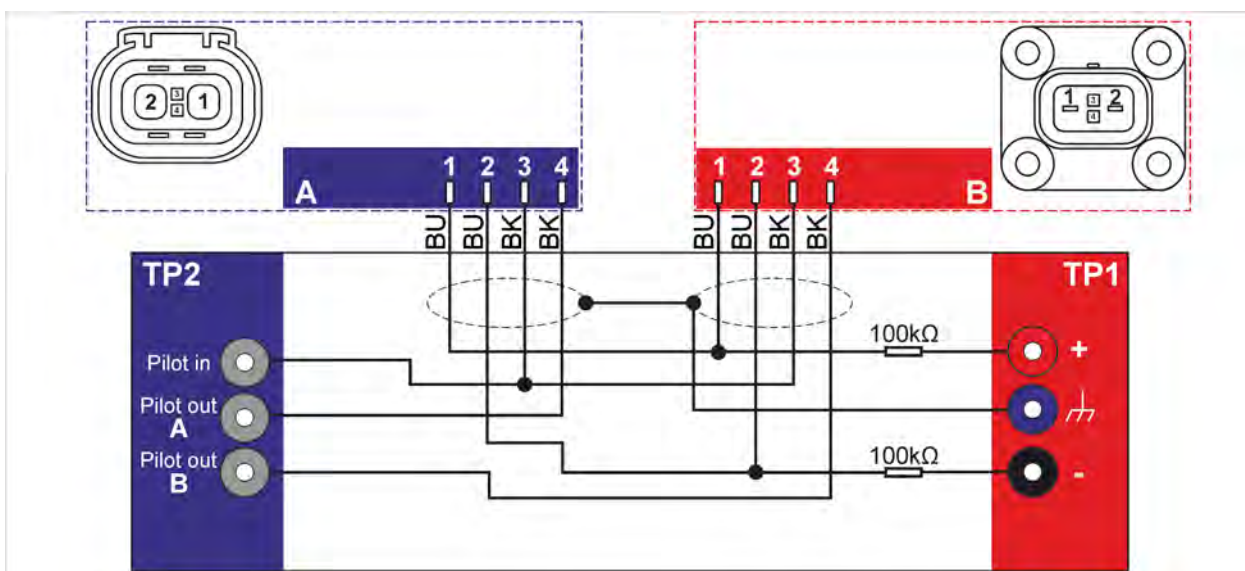 2 3 4 1
1 3 4 2
A 1 2 3 4
1 2 3 4 B
BU BU BK BK
BU BU BK BK
TP2
TP1
100kΩ
+
Pilot in
Pilot out
A
Pilot out
B
100kΩ
-